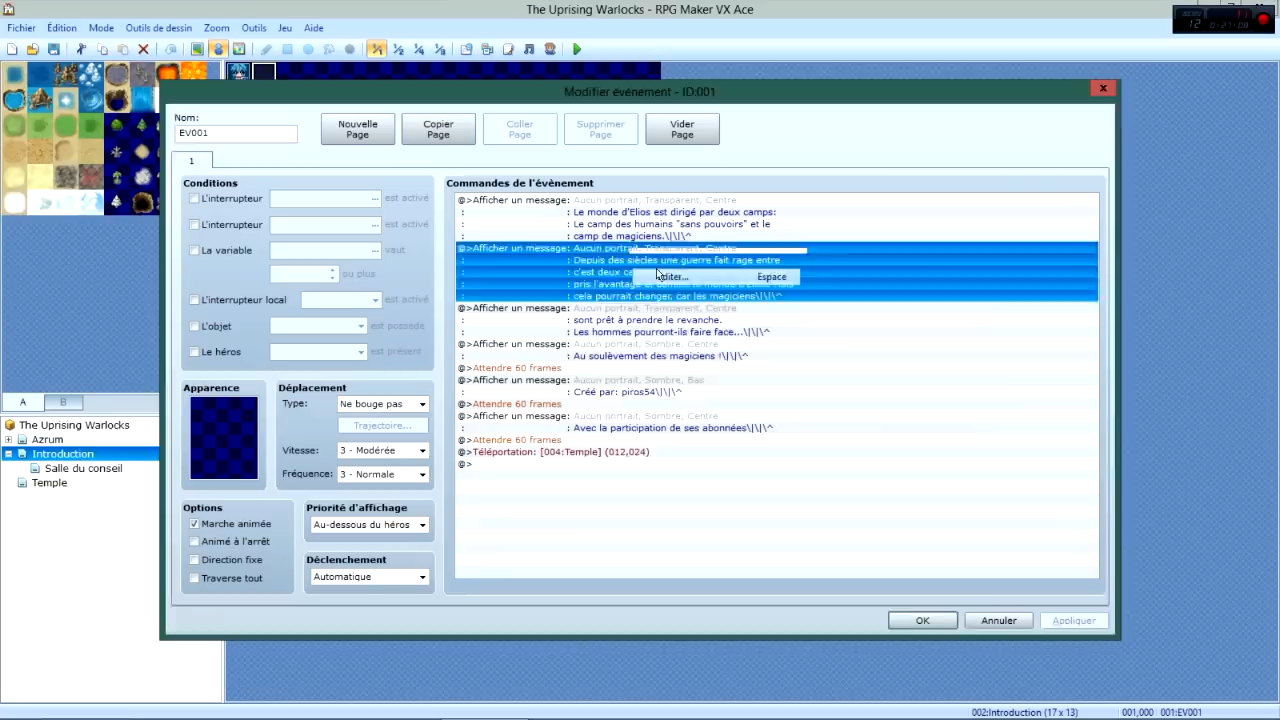 The Uprising Warlocks - RPG Maker VX Ace
Fichier Édition Mode Outils de dessin Zoom Outils Jeu Aide
Modifier évènement - ID:001
Nom:
EV001
Nouvelle Page
Copier Page
Coller Page
Supprimer Page
Vider Page
1
Conditions
L'interrupteur ... est activé
L'interrupteur ... est activé
La variable ... vaut
ou plus
L'interrupteur local est activé
L'objet est possédé
Le héros est présent
Apparence
Déplacement
Type: Ne bouge pas
Trajectoire...
Vitesse: 3 - Modérée
Fréquence: 3 - Normale
Options
Marche animée
Animé à l'arrêt
Direction fixe
Traverse tout
Priorité d'affichage
Au-dessous du héros
Déclenchement
Automatique
Commandes de l'évènement
@>Afficher un message: Aucun portrait, Transparent, Centre
: : Le monde d'Elios est dirigé par deux camps:
: : Le camp des humains "sans pouvoirs" et le
: : camp de magiciens.\|\|\^
@>Afficher un message: Aucun portrait, Transparent, Centre
: : Depuis des siècles une guerre fait rage entre
: : c'est deux
Espace
: : pris l'avantage
: : cela pourrait changer, car les magiciens\|\|\^
@>Afficher un message: Aucun portrait, Transparent, Centre
: : sont prêt à prendre le revanche.
: : Les hommes pourront-ils faire face...\|\|\^
@>Afficher un message: Aucun portrait, Sombre, Centre
: : Au soulèvement des magiciens !\|\|\^
@>Attendre 60 frames
@>Afficher un message: Aucun portrait, Sombre, Bas
: : Créé par: piros54\|\|\^
@>Attendre 60 frames
@>Afficher un message: Aucun portrait, Sombre, Centre
: : Avec la participation de ses abonnées\|\|\^
@>Attendre 60 frames
@>Téléportation: [004:Temple] (012,024)
@>
A B
The Uprising Warlocks
Azrum
Introduction
Salle du conseil
Temple
OK Annuler Appliquer
002:Introduction (17 x 13) 001,000 001:EV001